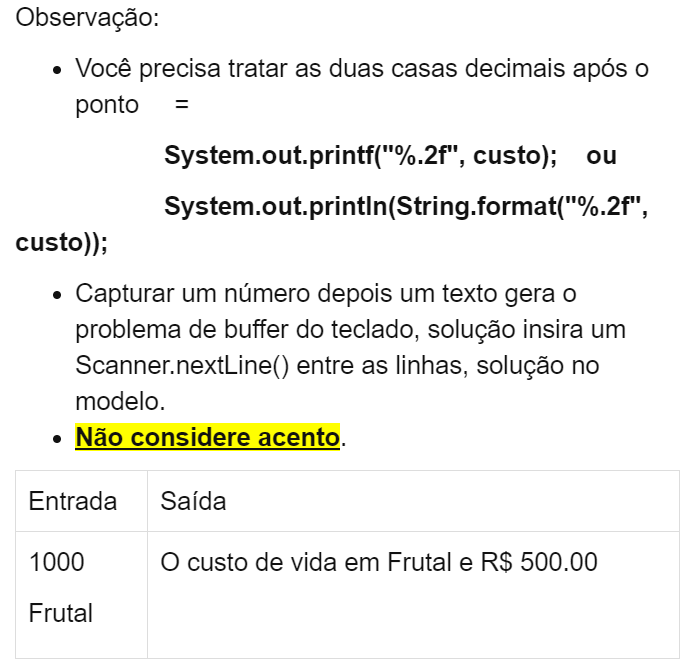 Observação:
• Você precisa tratar as duas casas decimais após o
ponto =
System.out.printf("%.2f", custo); ou
System.out.println(String.format("%.2f",
custo));
• Capturar um número depois um texto gera o
problema de buffer do teclado, solução insira um
Scanner.nextLine() entre as linhas, solução no
modelo.
• Não considere acento.
Entrada Saída
1000 O custo de vida em Frutal e R$ 500.00
Frutal